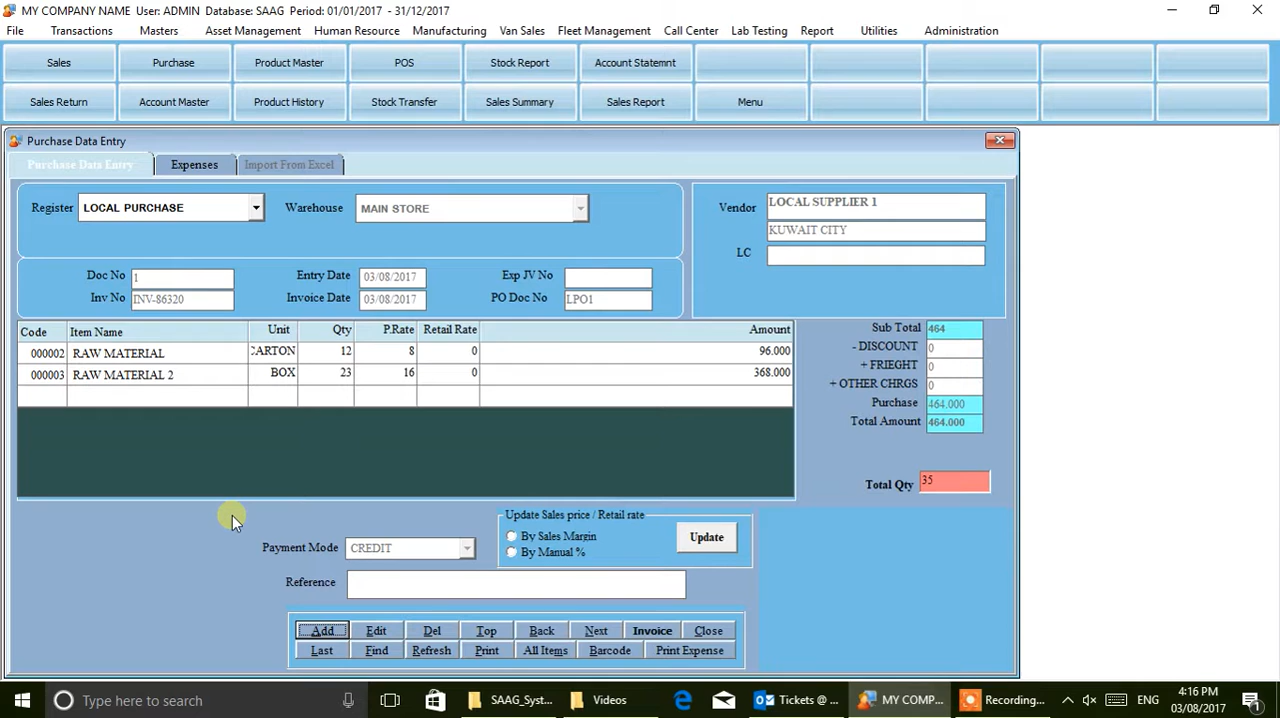 MY COMPANY NAME User: ADMIN Database: SAAG Period: 01/01/2017 - 31/12/2017
File Transactions Masters Asset Management Human Resource Manufacturing Van Sales Fleet Management Call Center Lab Testing Report Utilities Administration
Sales Purchase Product Master POS Stock Report Account Statemnt
Sales Return Account Master Product History Stock Transfer Sales Summary Sales Report Menu
Purchase Data Entry
Purchase Data Entry Expenses Import From Excel
Register LOCAL PURCHASE Warehouse MAIN STORE Vendor LOCAL SUPPLIER 1
KUWAIT CITY
LC
Doc No 1 Entry Date 03/08/2017 Exp JV No
Inv No INV-86320 Invoice Date 03/08/2017 PO Doc No LPO1
Code Item Name Unit Qty P.Rate Retail Rate Amount
000002 RAW MATERIAL CARTON 12 8 0 96.000
000003 RAW MATERIAL 2 BOX 23 16 0 368.000
Sub Total 464
- DISCOUNT 0
+ FRIEGHT 0
+ OTHER CHRGS 0
Purchase 464.000
Total Amount 464.000
Total Qty 35
Update Sales price / Retail rate
By Sales Margin
By Manual %
Update
Payment Mode CREDIT
Reference
Add Edit Del Top Back Next Invoice Close
Last Find Refresh Print All Items Barcode Print Expense
Type here to search SAAG_Syst... Videos Tickets @ ... MY COMP... Recording... ENG 4:16 PM
03/08/2017
1